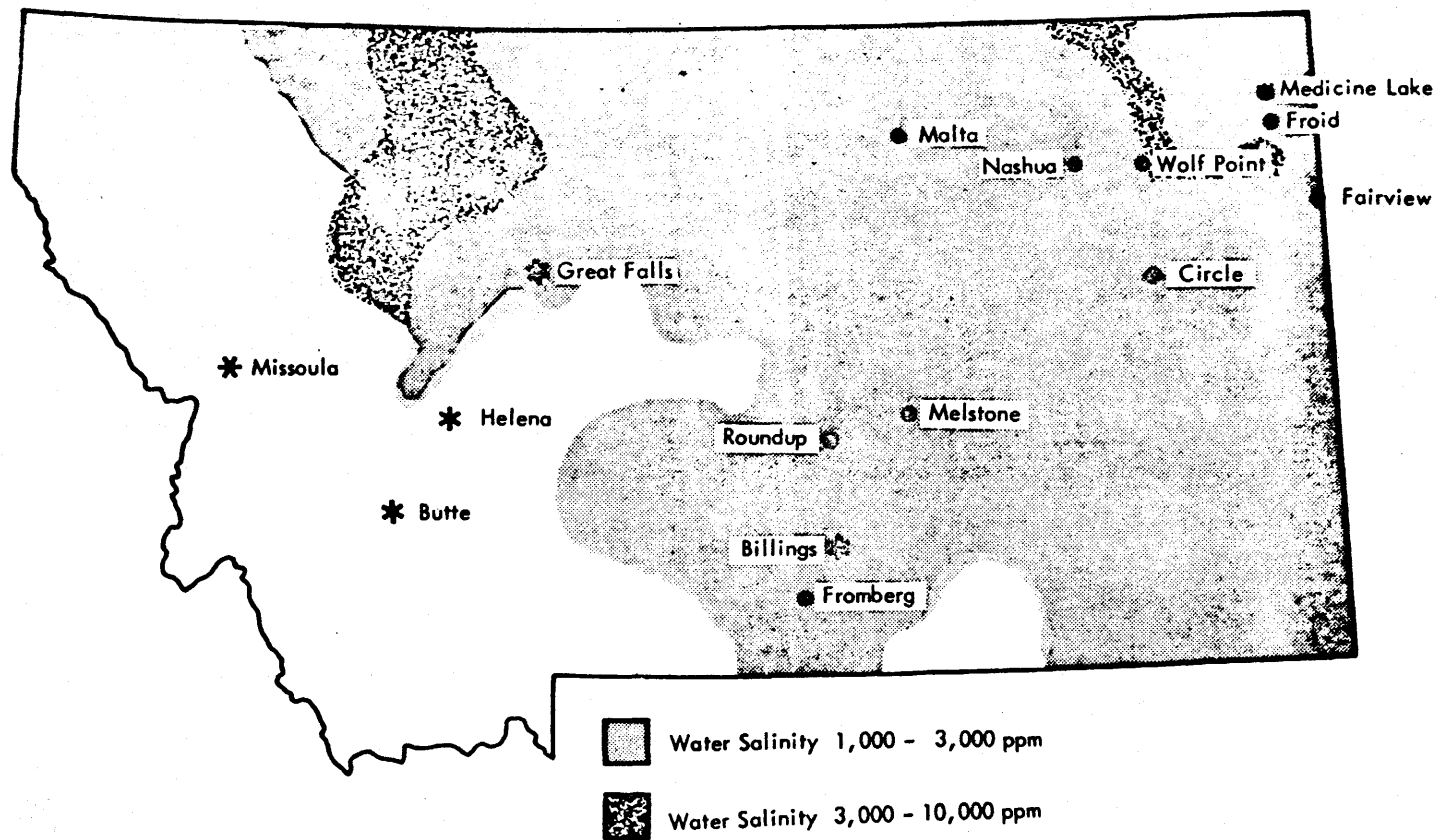 Medicine Lake
Froid
Malta
Nashua
Wolf Point
Fairview
Great Falls
Circle
Missoula
Helena
Melstone
Roundup
Butte
Billings
Fromberg
Water Salinity 1,000 - 3,000 ppm
Water Salinity 3,000 - 10,000 ppm